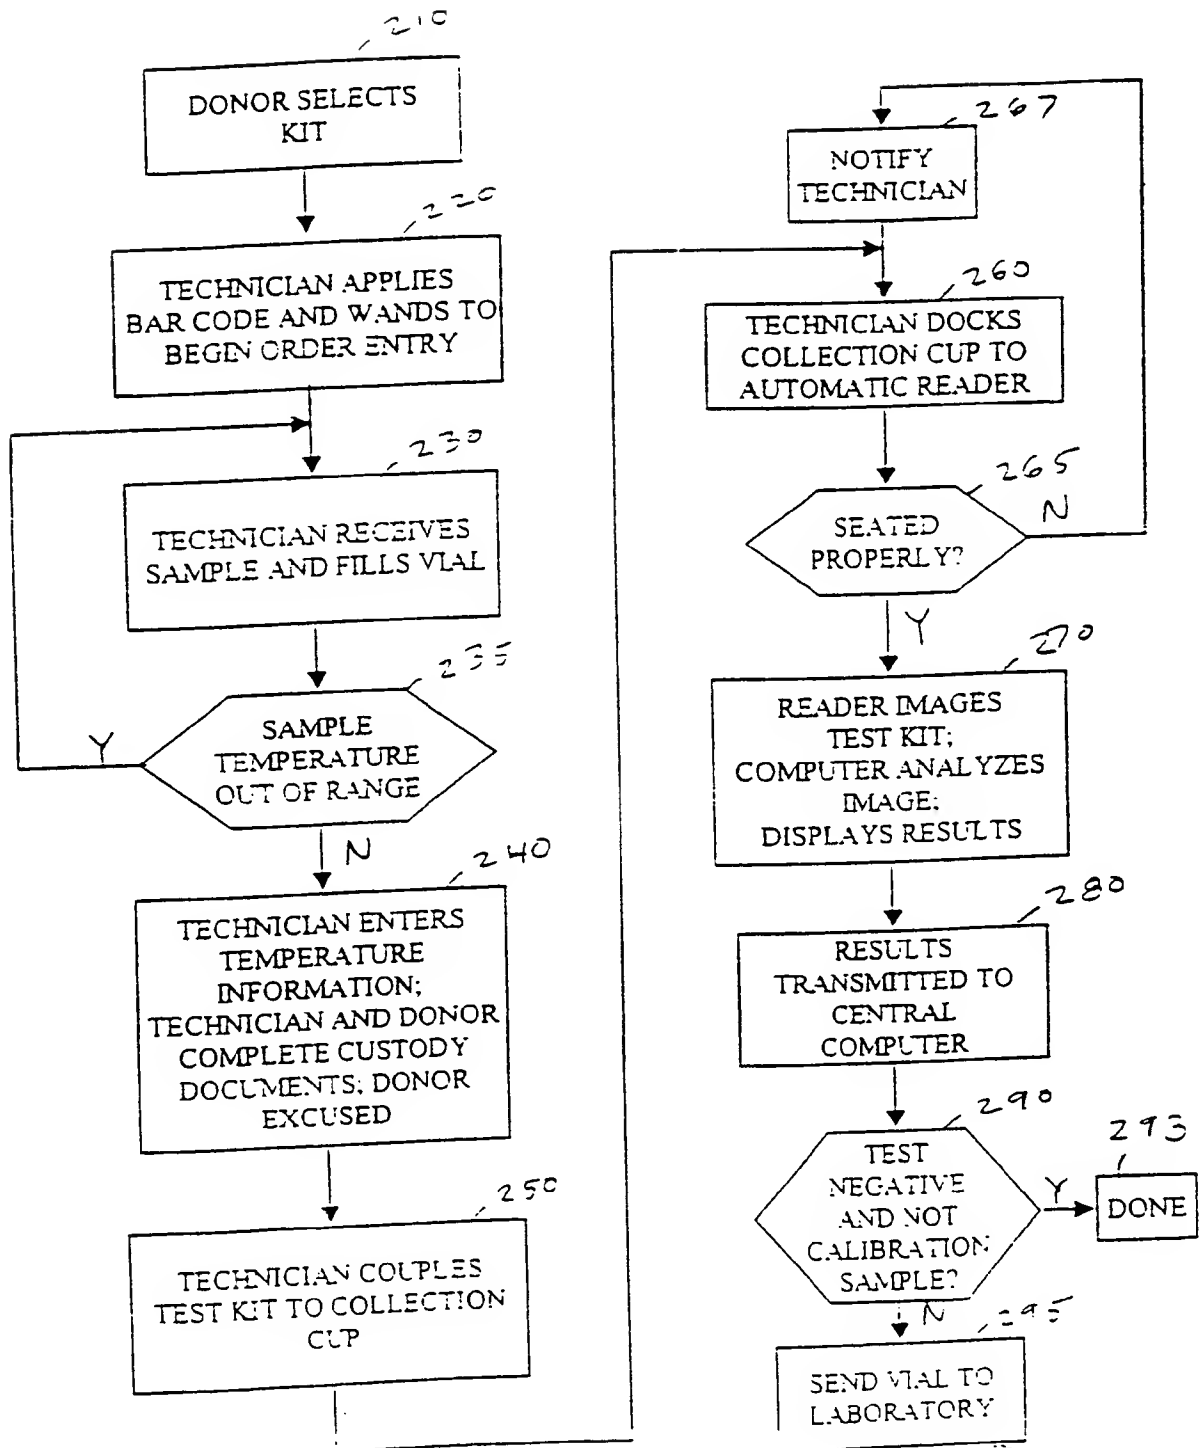 210
DONOR SELECTS
KIT
220
TECHNICIAN APPLIES
BAR CODE AND WANDS TO
BEGIN ORDER ENTRY
230
TECHNICIAN RECEIVES
SAMPLE AND FILLS VIAL
235
SAMPLE
TEMPERATURE
OUT OF RANGE
Y
N
240
TECHNICIAN ENTERS
TEMPERATURE
INFORMATION;
TECHNICIAN AND DONOR
COMPLETE CUSTODY
DOCUMENTS; DONOR
EXCUSED
250
TECHNICIAN COUPLES
TEST KIT TO COLLECTION
CUP
267
NOTIFY
TECHNICIAN
260
TECHNICIAN DOCKS
COLLECTION CUP TO
AUTOMATIC READER
265
SEATED
PROPERLY?
N
Y
270
READER IMAGES
TEST KIT;
COMPUTER ANALYZES
IMAGE;
DISPLAYS RESULTS
280
RESULTS
TRANSMITTED TO
CENTRAL
COMPUTER
290
TEST
NEGATIVE
AND NOT
CALIBRATION
SAMPLE?
Y
293
DONE
N
295
SEND VIAL TO
LABORATORY